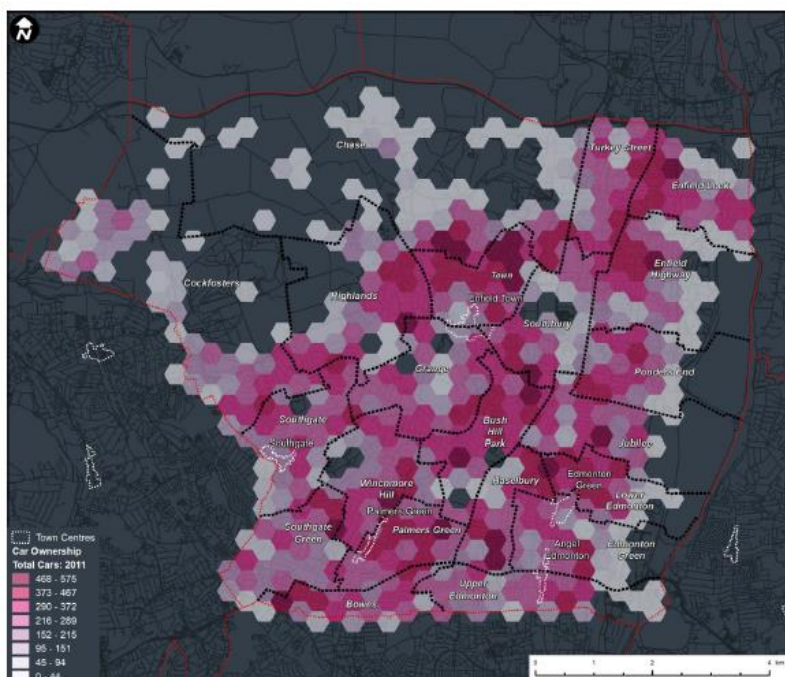 N
Chase
Turkey Street
Enfield Lock
Cockfosters
Town
Enfield
Highway
Highlands
Enfield Town
Southbury
Grange
Ponders End
Southgate
Bush
Hill
Park
Southgate
Jubilee
Haselbury
Edmonton
Green
Winchmore
Hill
Lower
Edmonton
Palmers Green
Southgate
Green
Palmers Green
Angel
Edmonton
Edmonton
Green
Upper
Edmonton
Bowes
Town Centres
Car Ownership
Total Cars: 2011
468 - 575
373 - 467
290 - 372
216 - 289
152 - 215
95 - 151
45 - 94
0 - 44
0 1 2 4 km